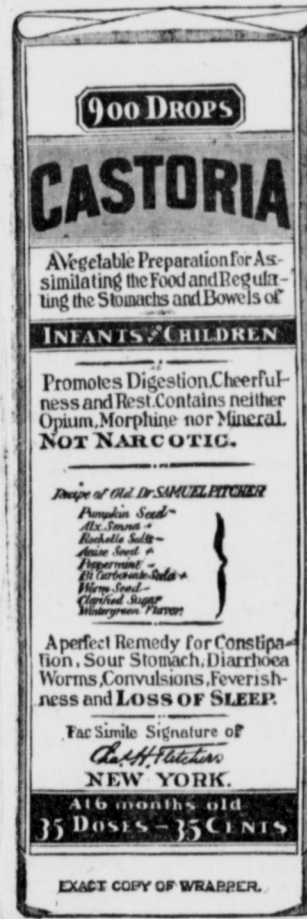 900 DROPS
CASTORIA
AVegetable Preparation for As-
similating the Food and Regula-
ting the Stomachs and Bowels of
INFANTS & CHILDREN
Promotes Digestion,Cheerful-
ness and Rest.Contains neither
Opium,Morphine nor Mineral.
NOT NARCOTIC.
Recipe of Old Dr SAMUEL PITCHER
Pumpkin Seed-
Alx. Senna +
Rochelle Salts-
Anise Seed +
Peppermint -
Bi Carbonate Soda +
Worm Seed-
Clarified Sugar
Wintergreen Flavor.
A perfect Remedy for Constipa-
tion, Sour Stomach, Diarrhoea
Worms,Convulsions,Feverish-
ness and LOSS OF SLEEP.
Fac Simile Signature of
Chas. H. Fletcher.
NEW YORK.
At 6 months old
35 DOSES – 35 CENTS
EXACT COPY OF WRAPPER.